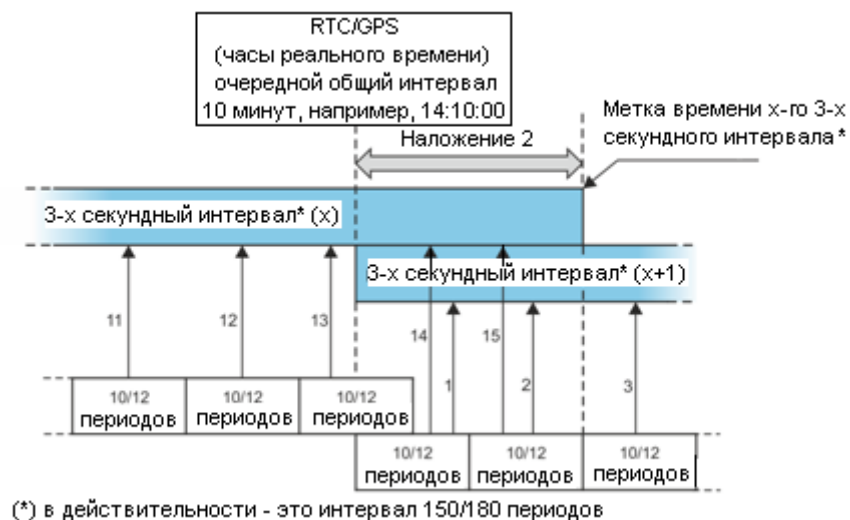 RTC/GPS
(часы реального времени)
очередной общий интервал
10 минут, например, 14:10:00
Метка времени х-го 3-х
секундного интервала*
Наложение 2
3-х секундный интервал* (x)
3-х секундный интервал* (x+1)
11
12
13
14
15
1
2
3
10/12
периодов
10/12
периодов
10/12
периодов
10/12
периодов
10/12
периодов
10/12
периодов
(*) в действительности - это интервал 150/180 периодов